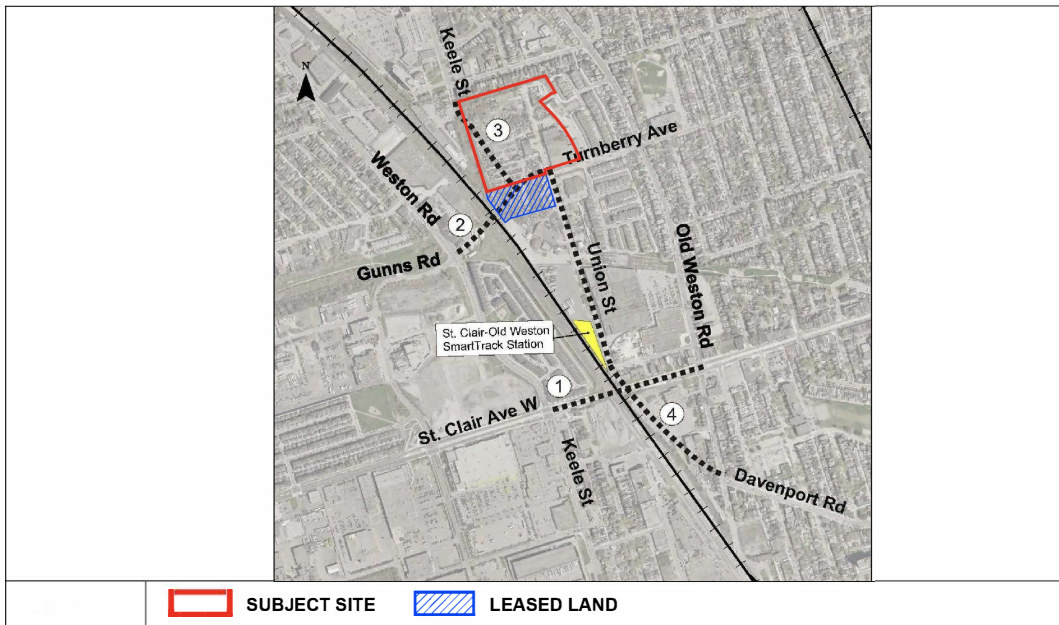 Keele St
N
3
Turnberry Ave
Weston Rd
2
Gunns Rd
Union St
Old Weston Rd
St. Clair-Old Weston
SmartTrack Station
1
St. Clair Ave W
4
Keele St
Davenport Rd
SUBJECT SITE
LEASED LAND